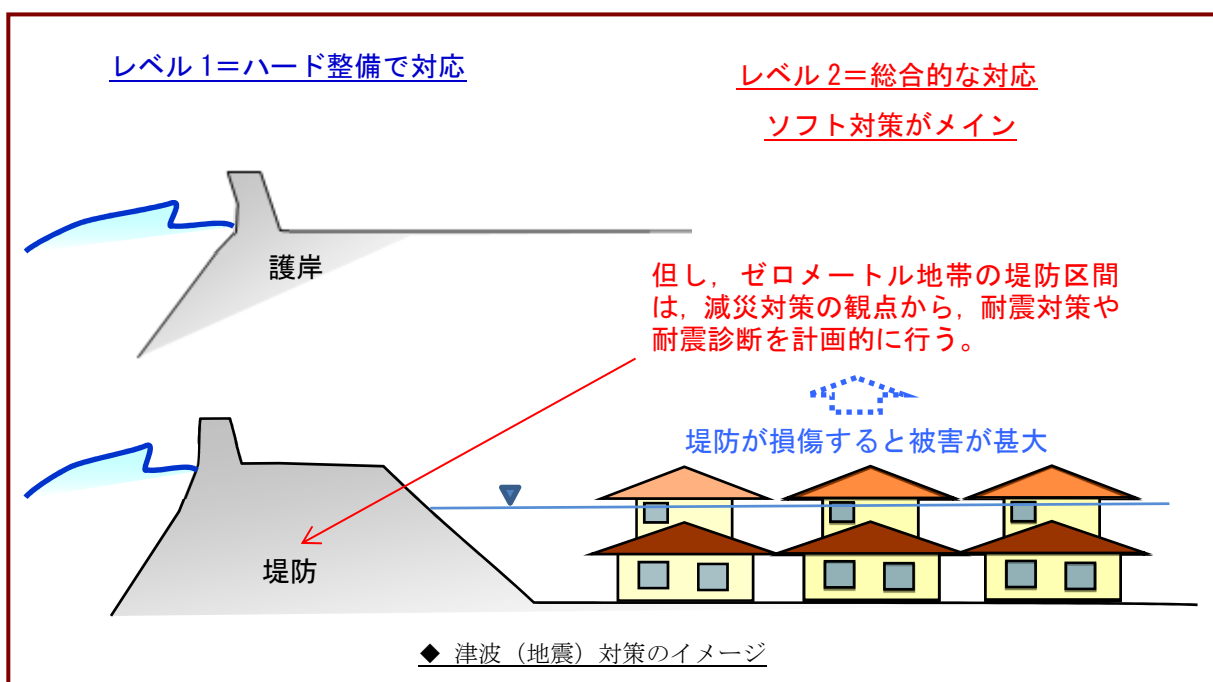 レベル 1＝ハード整備で対応
レベル 2＝総合的な対応
ソフト対策がメイン
護岸
但し，ゼロメートル地帯の堤防区間
は，減災対策の観点から，耐震対策や
耐震診断を計画的に行う。
堤防が損傷すると被害が甚大
堤防
◆ 津波（地震）対策のイメージ